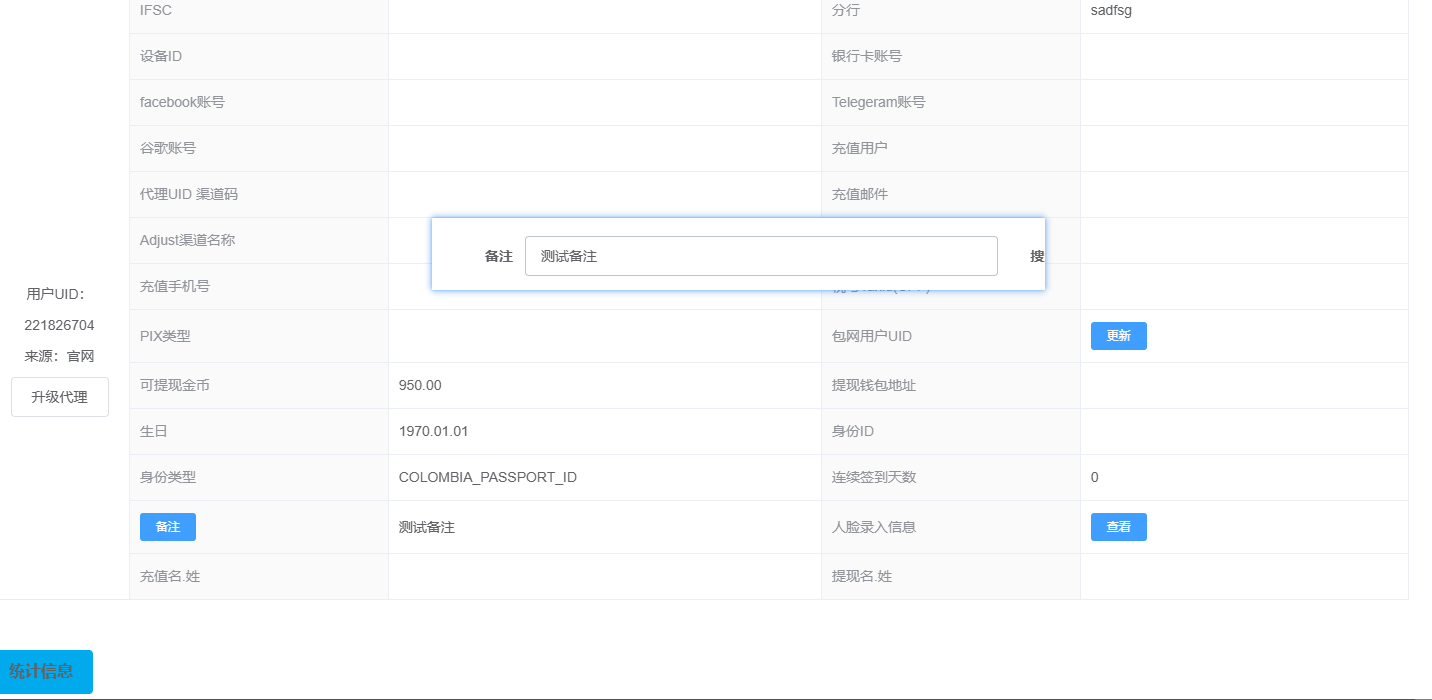 IFSC 分行 sadfsg
设备ID 银行卡账号
facebook账号 Telegeram账号
谷歌账号 充值用户
代理UID 渠道码 充值邮件
Adjust渠道名称
备注 测试备注 搜
充值手机号
用户UID：
221826704
来源：官网
升级代理
PIX类型 包网用户UID 更新
可提现金币 950.00 提现钱包地址
生日 1970.01.01 身份ID
身份类型 COLOMBIA_PASSPORT_ID 连续签到天数 0
备注 测试备注 人脸录入信息 查看
充值名.姓 提现名.姓
统计信息